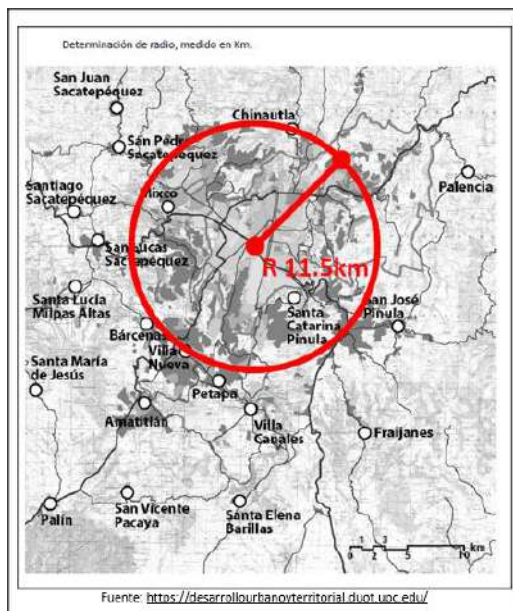 Determinación de radio, medido en Km.
San Juan
Sacatepéquez
Chinautla
San Pedro
Sacatepéquez
Palencia
Santiago
Sacatepéquez
Mixco
San Lucas
Sacatepéquez
R 11.5km
Santa Lucía
Milpas Altas
Santa
Catarina
Pinula
San José
Pinula
Bárcenas
Villa
Nueva
Santa María
de Jesús
Petapa
Amatitlán
Villa
Canales
Fraijanes
San Vicente
Pacaya
Santa Elena
Barillas
Palín
1 3 km
0 2 5 10
Fuente: https://desarrollourbanoyterritorial.duot.upc.edu/